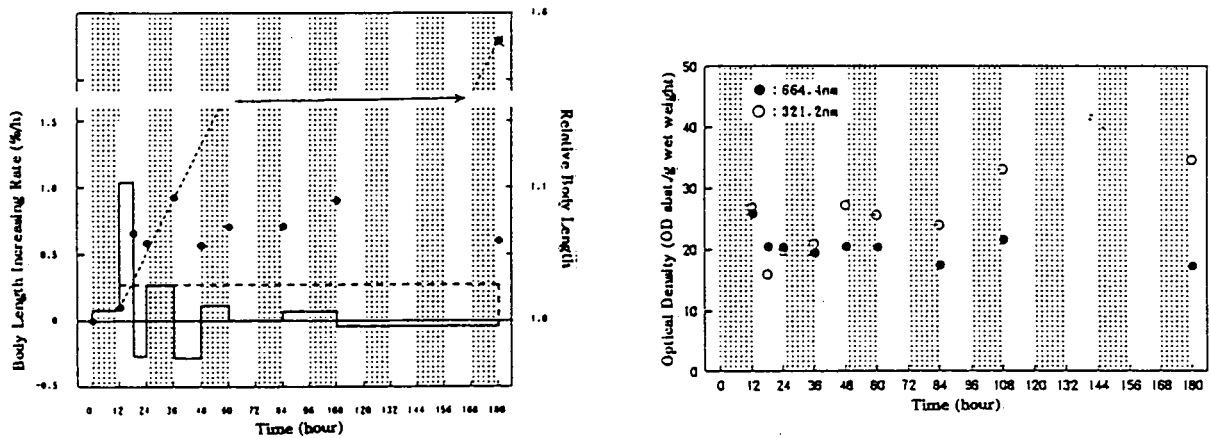 1.6
1.5
1.0
0.5
0
-0.5
Body Length Increasing Rate (%/h)
1.1
1.0
Relative Body Length
0 12 24 36 48 60 72 84 96 108 120 132 144 156 168 180
Time (hour)
50
40
30
20
10
0
Optical Density (OD abst/g wet weight)
● : 664.4nm
○ : 321.2nm
0 12 24 36 48 60 72 84 96 108 120 132 144 156 168 180
Time (hour)